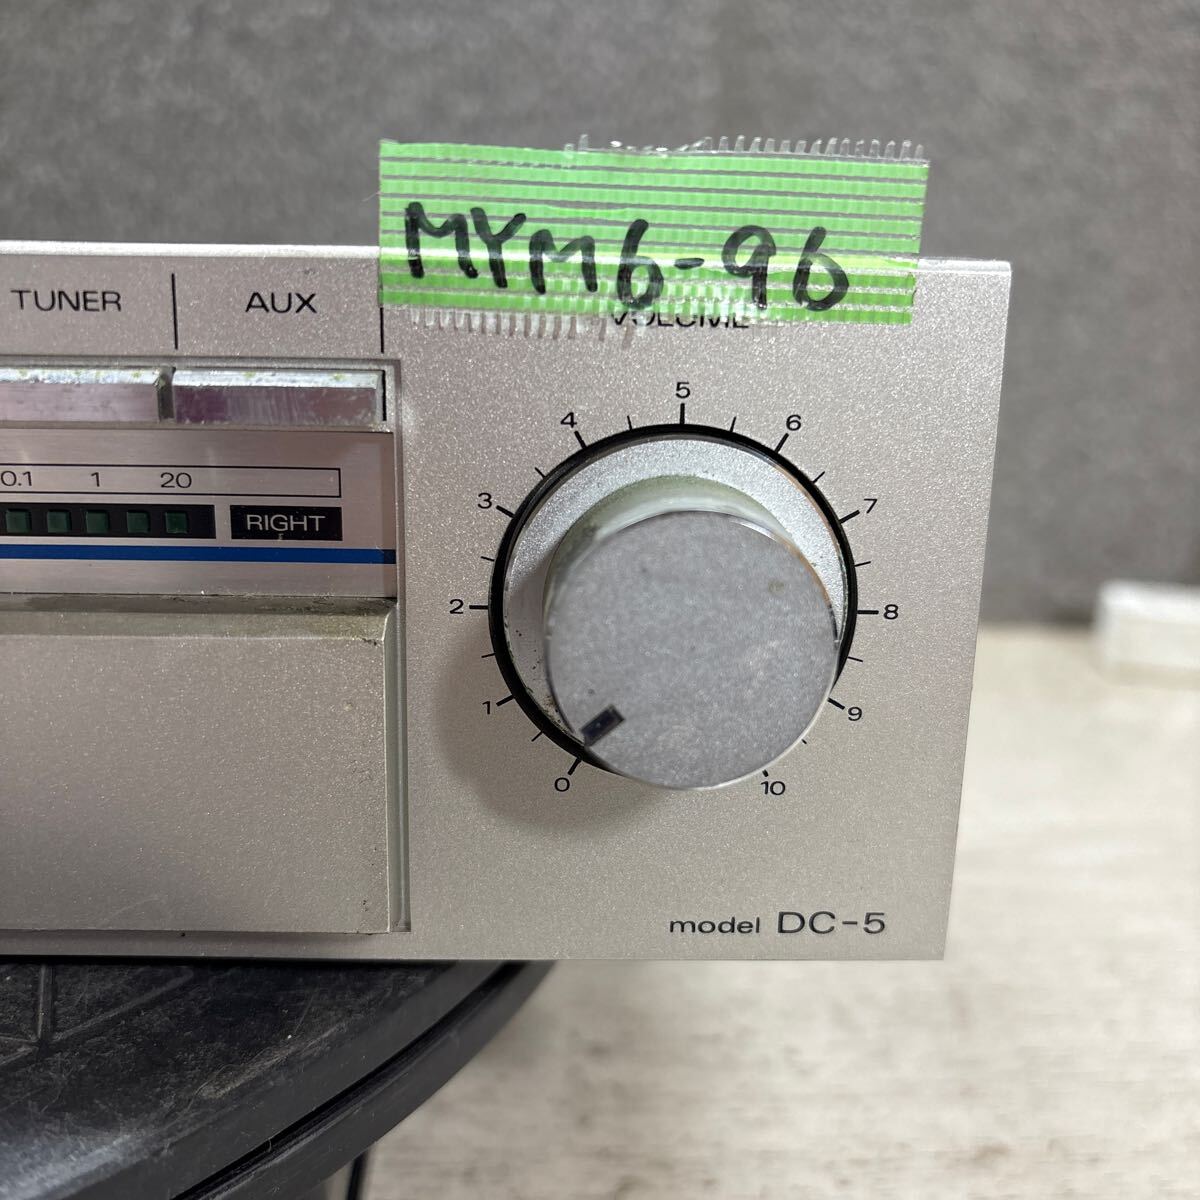 MYM6-96
TUNER AUX VOLUME
0.1 1 20
RIGHT
0 1 2 3 4 5 6 7 8 9 10
model DC-5